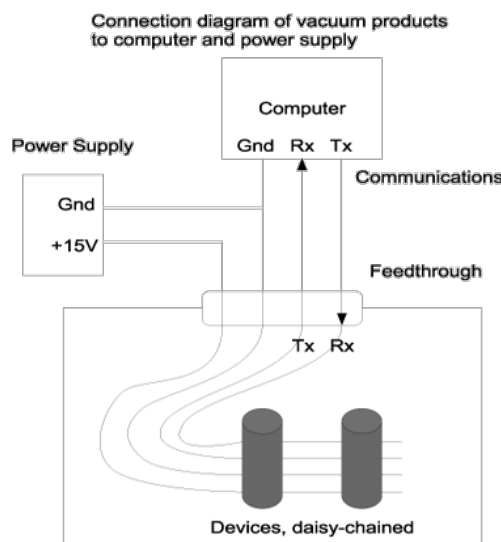 Connection diagram of vacuum products
to computer and power supply
Computer
Gnd Rx Tx
Power Supply
Communications
Gnd
+15V
Feedthrough
Tx Rx
Devices, daisy-chained